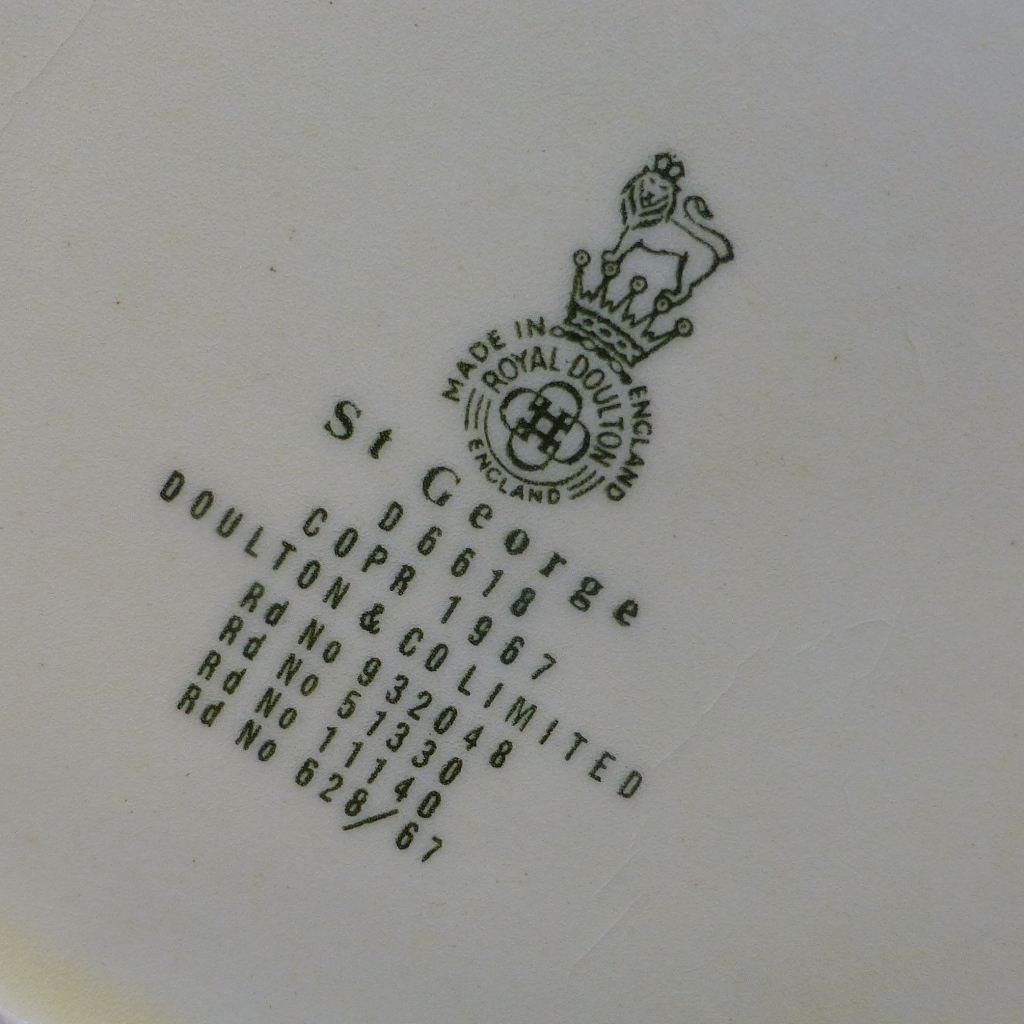 MADE IN ENGLAND
ROYAL DOULTON
ENGLAND
St George
D 6618
COPR 1967
DOULTON & CO LIMITED
Rd No 932048
Rd No 51330
Rd No 11140
Rd No 628/67